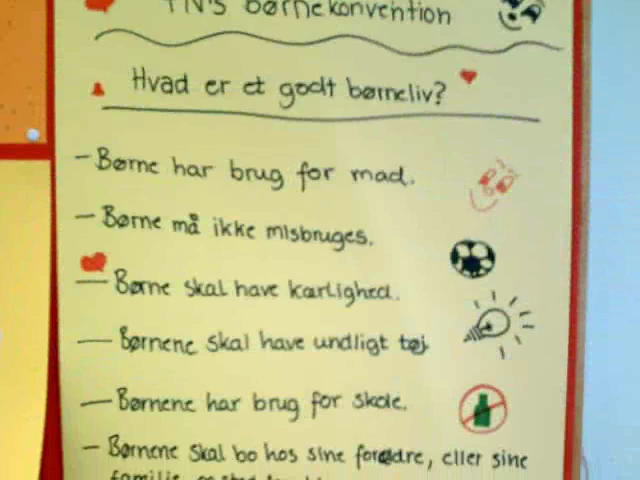 FN's børnekonvention
Hvad er et godt børneliv?
- Børne har brug for mad.
- Børne må ikke misbruges.
- Børne skal have kærlighed.
- Børnene skal have undligt tøj
- Børnene har brug for skole.
- Børnene skal bo hos sine forældre, eller sine
familie